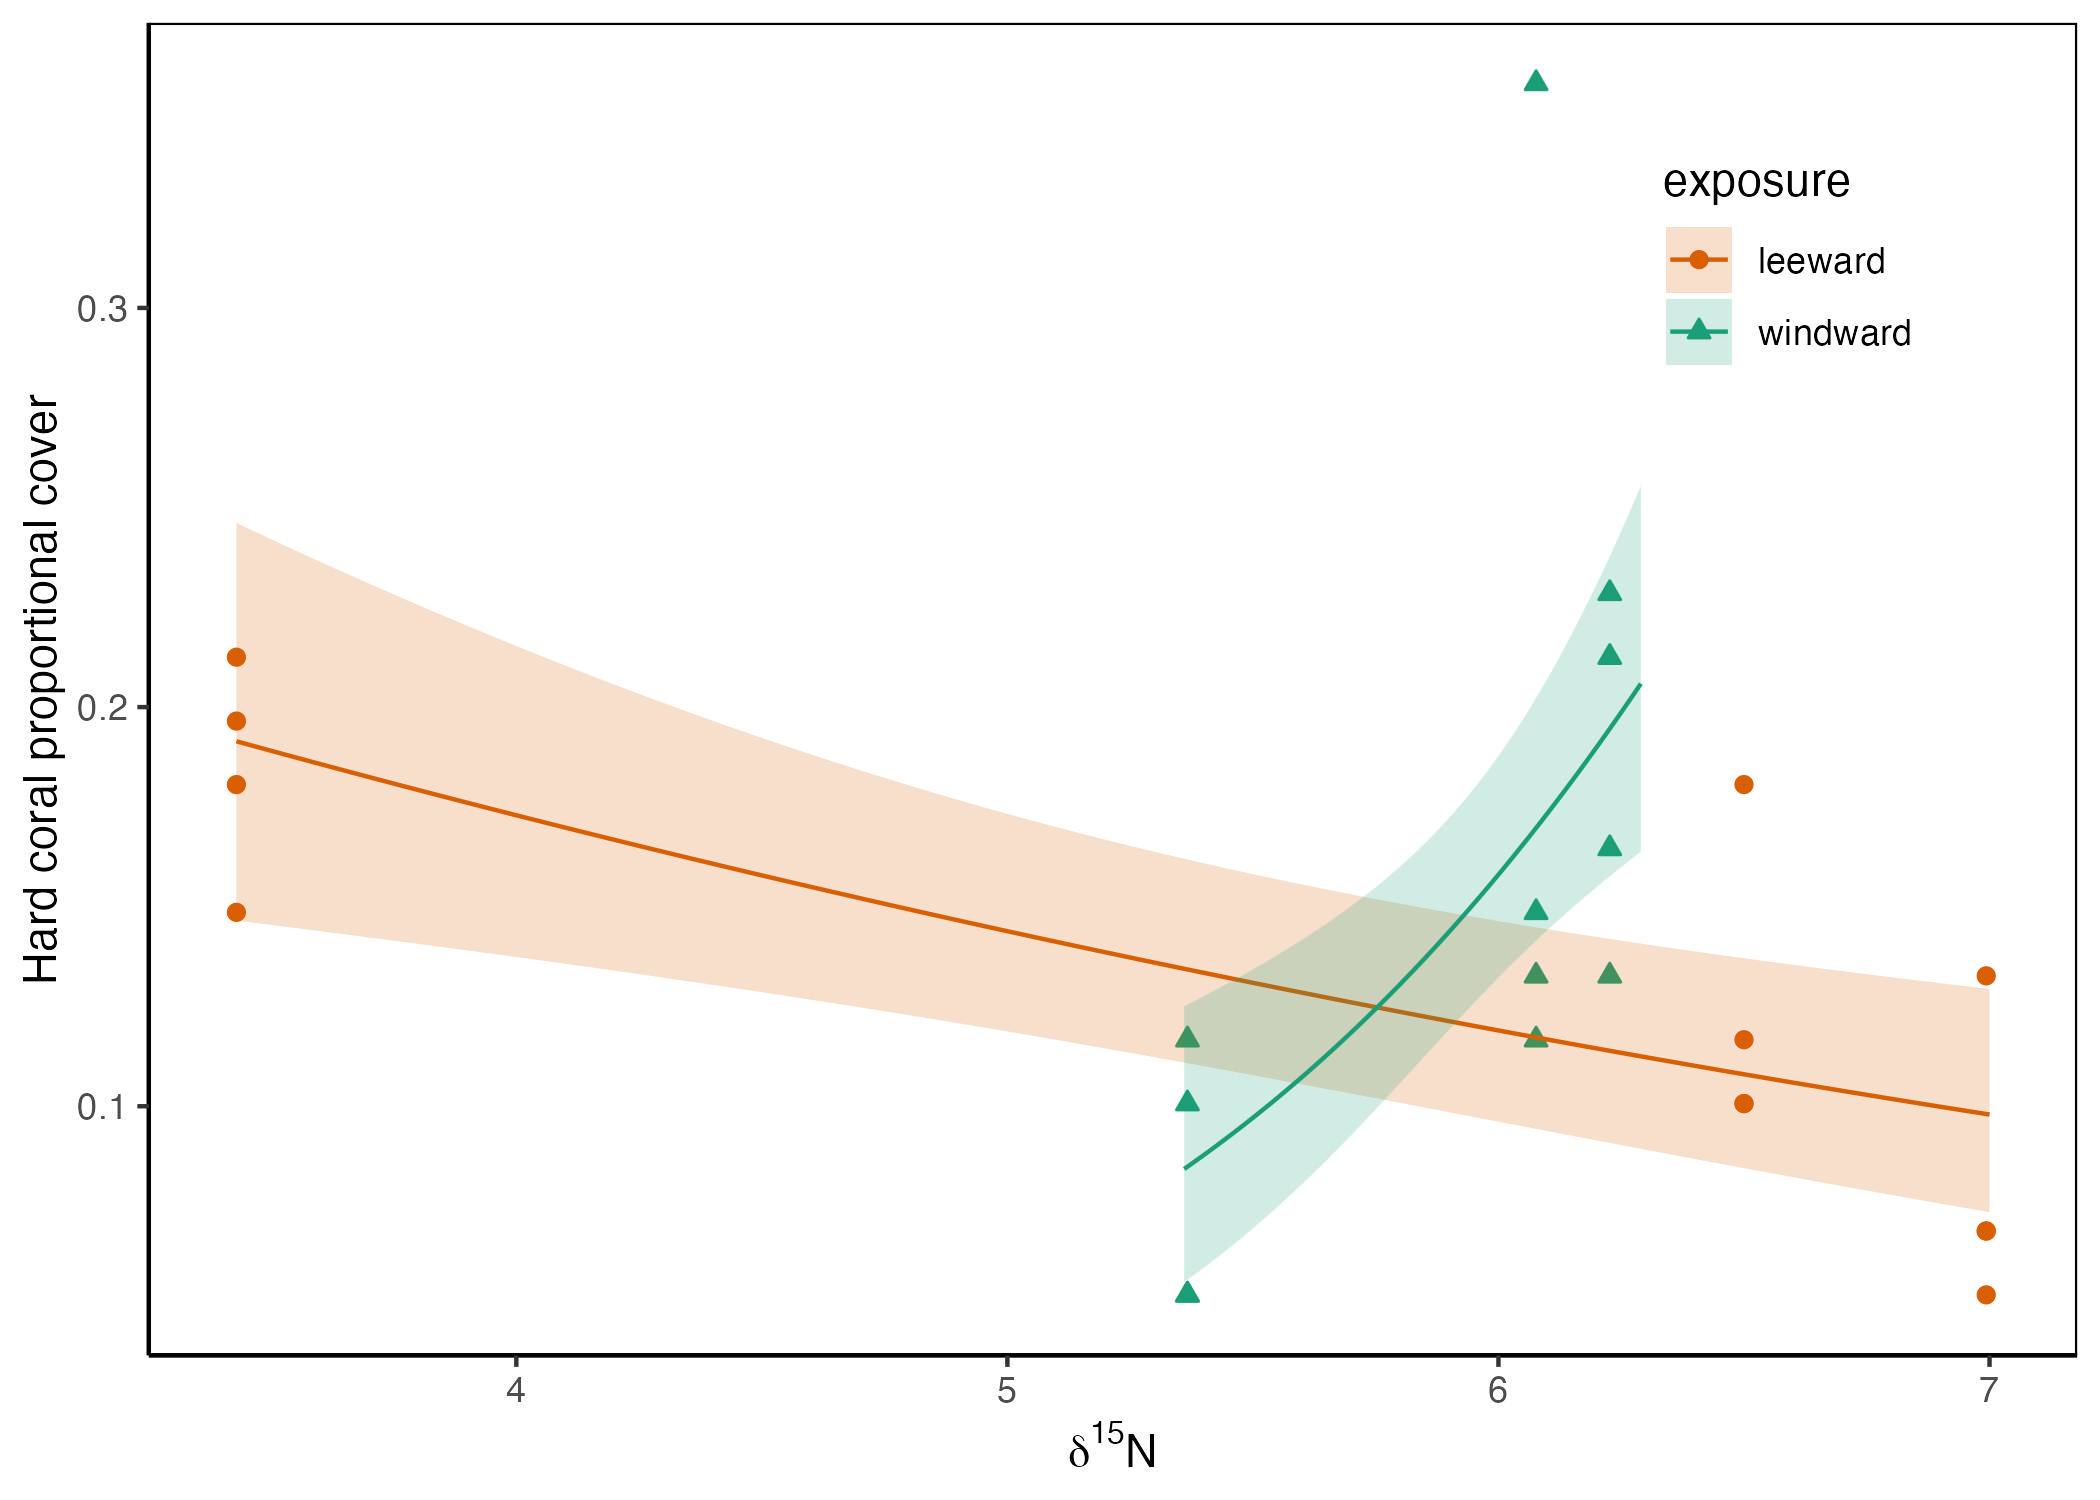 Hard coral proportional cover
0.3
0.2
0.1
exposure
leeward
windward
4 5 6 7
δ¹⁵N